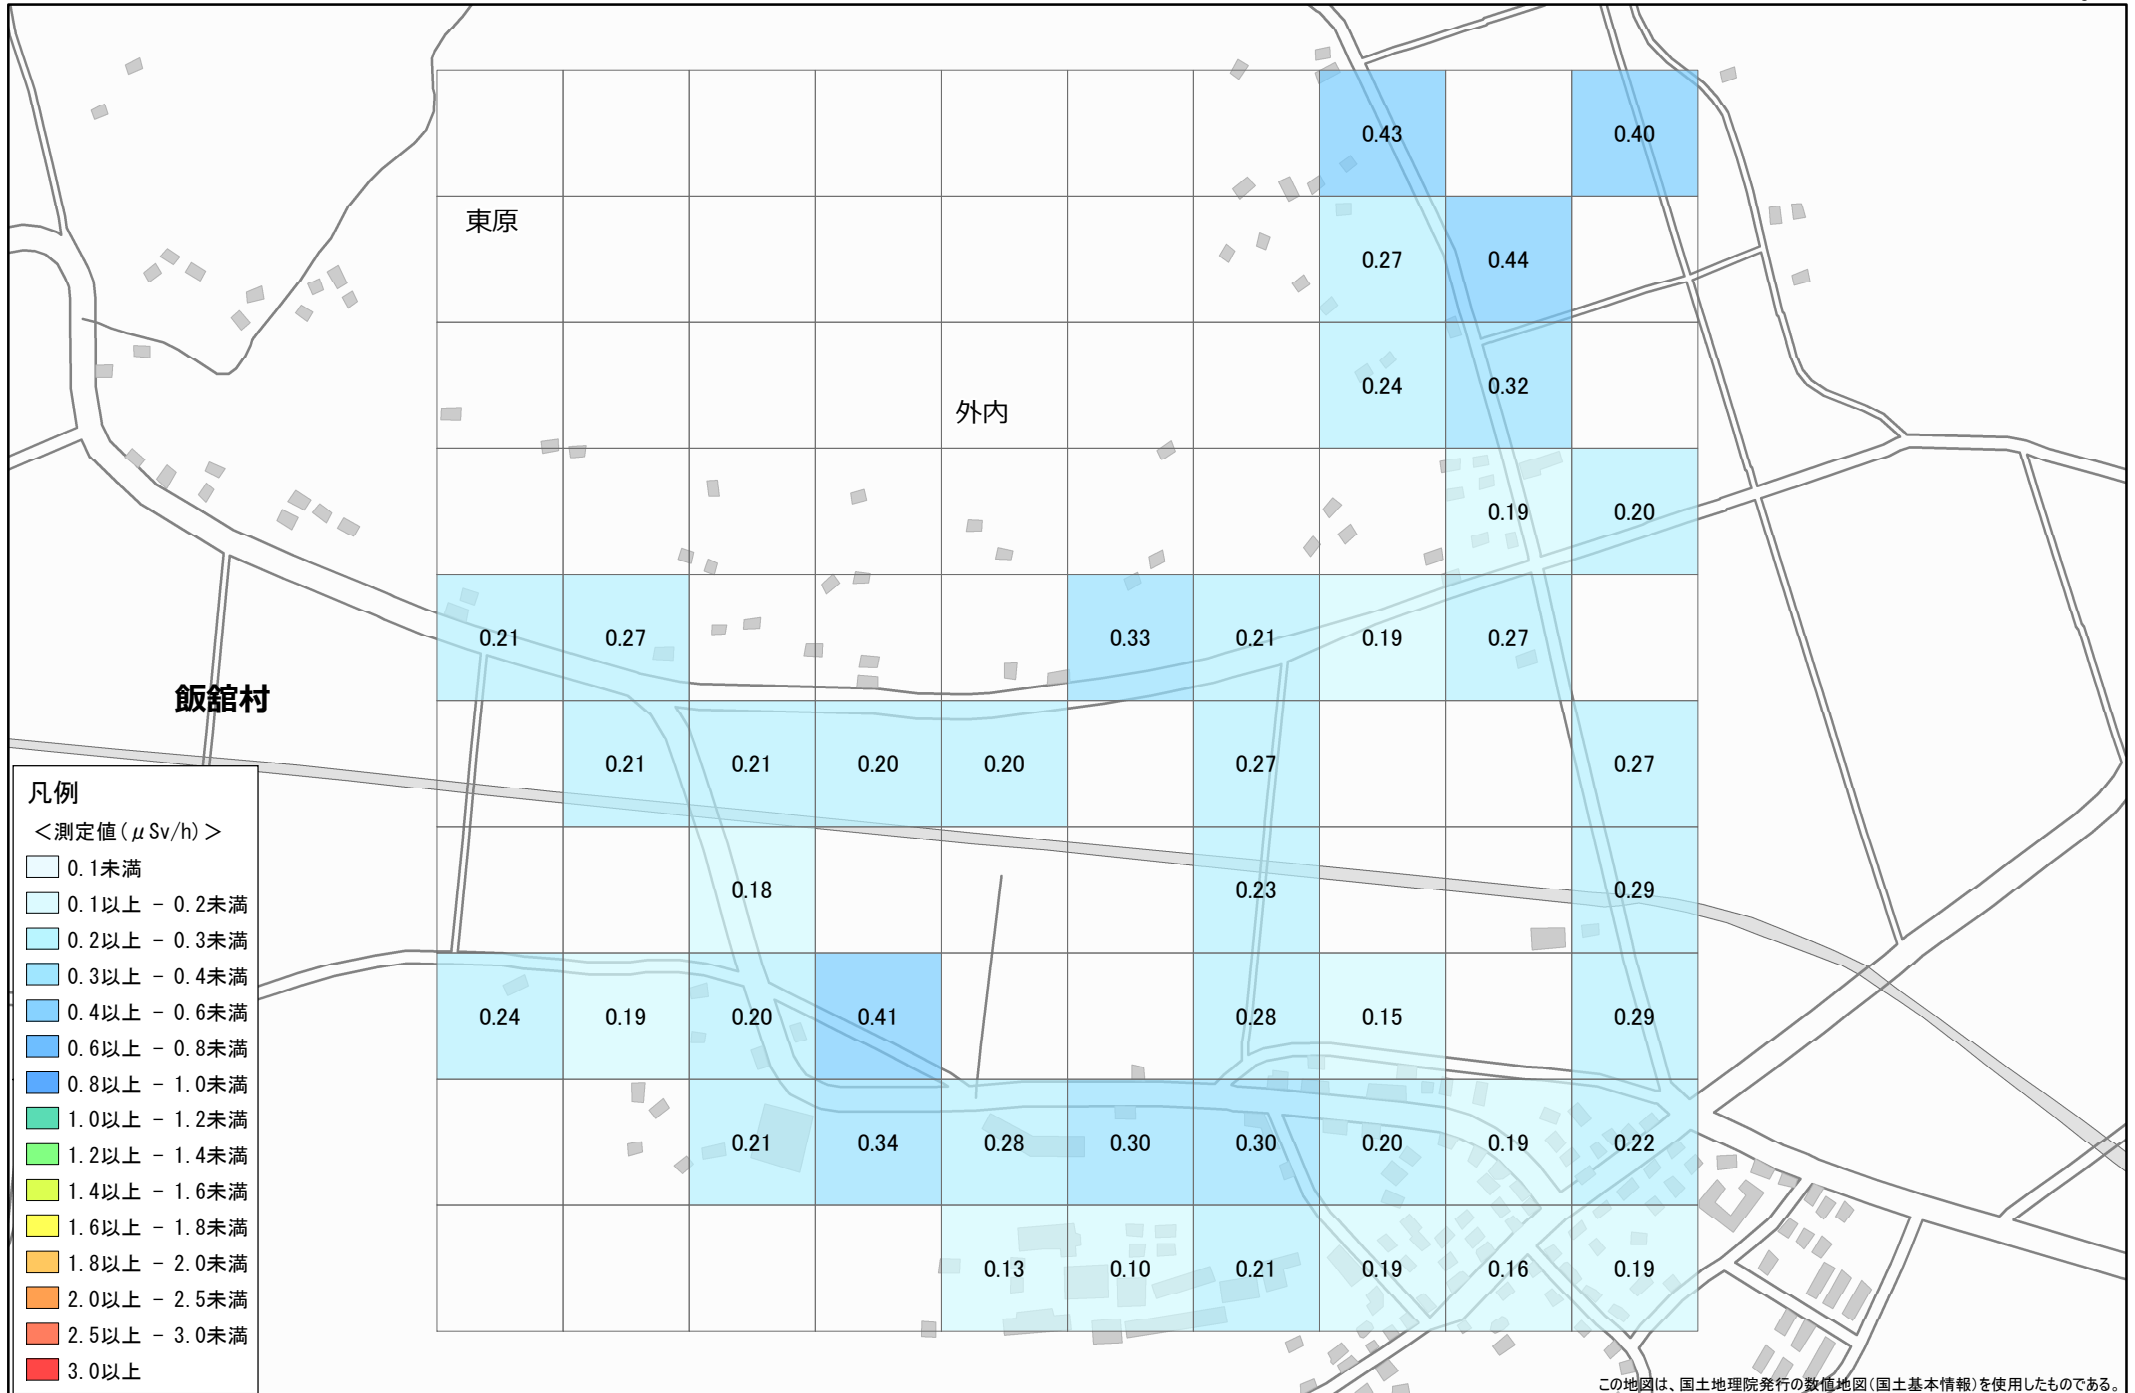 0.43 0.40
東原
0.27 0.44
0.24 0.32
外内
0.19 0.20
0.21 0.27 0.33 0.21 0.19 0.27
飯舘村
0.21 0.21 0.20 0.20 0.27 0.27
0.18 0.23 0.29
0.24 0.19 0.20 0.41 0.28 0.15 0.29
0.21 0.34 0.28 0.30 0.30 0.20 0.19 0.22
0.13 0.10 0.21 0.19 0.16 0.19
凡例
＜測定値(μSv/h)＞
0.1未満
0.1以上 － 0.2未満
0.2以上 － 0.3未満
0.3以上 － 0.4未満
0.4以上 － 0.6未満
0.6以上 － 0.8未満
0.8以上 － 1.0未満
1.0以上 － 1.2未満
1.2以上 － 1.4未満
1.4以上 － 1.6未満
1.6以上 － 1.8未満
1.8以上 － 2.0未満
2.0以上 － 2.5未満
2.5以上 － 3.0未満
3.0以上
この地図は、国土地理院発行の数値地図(国土基本情報)を使用したものである。